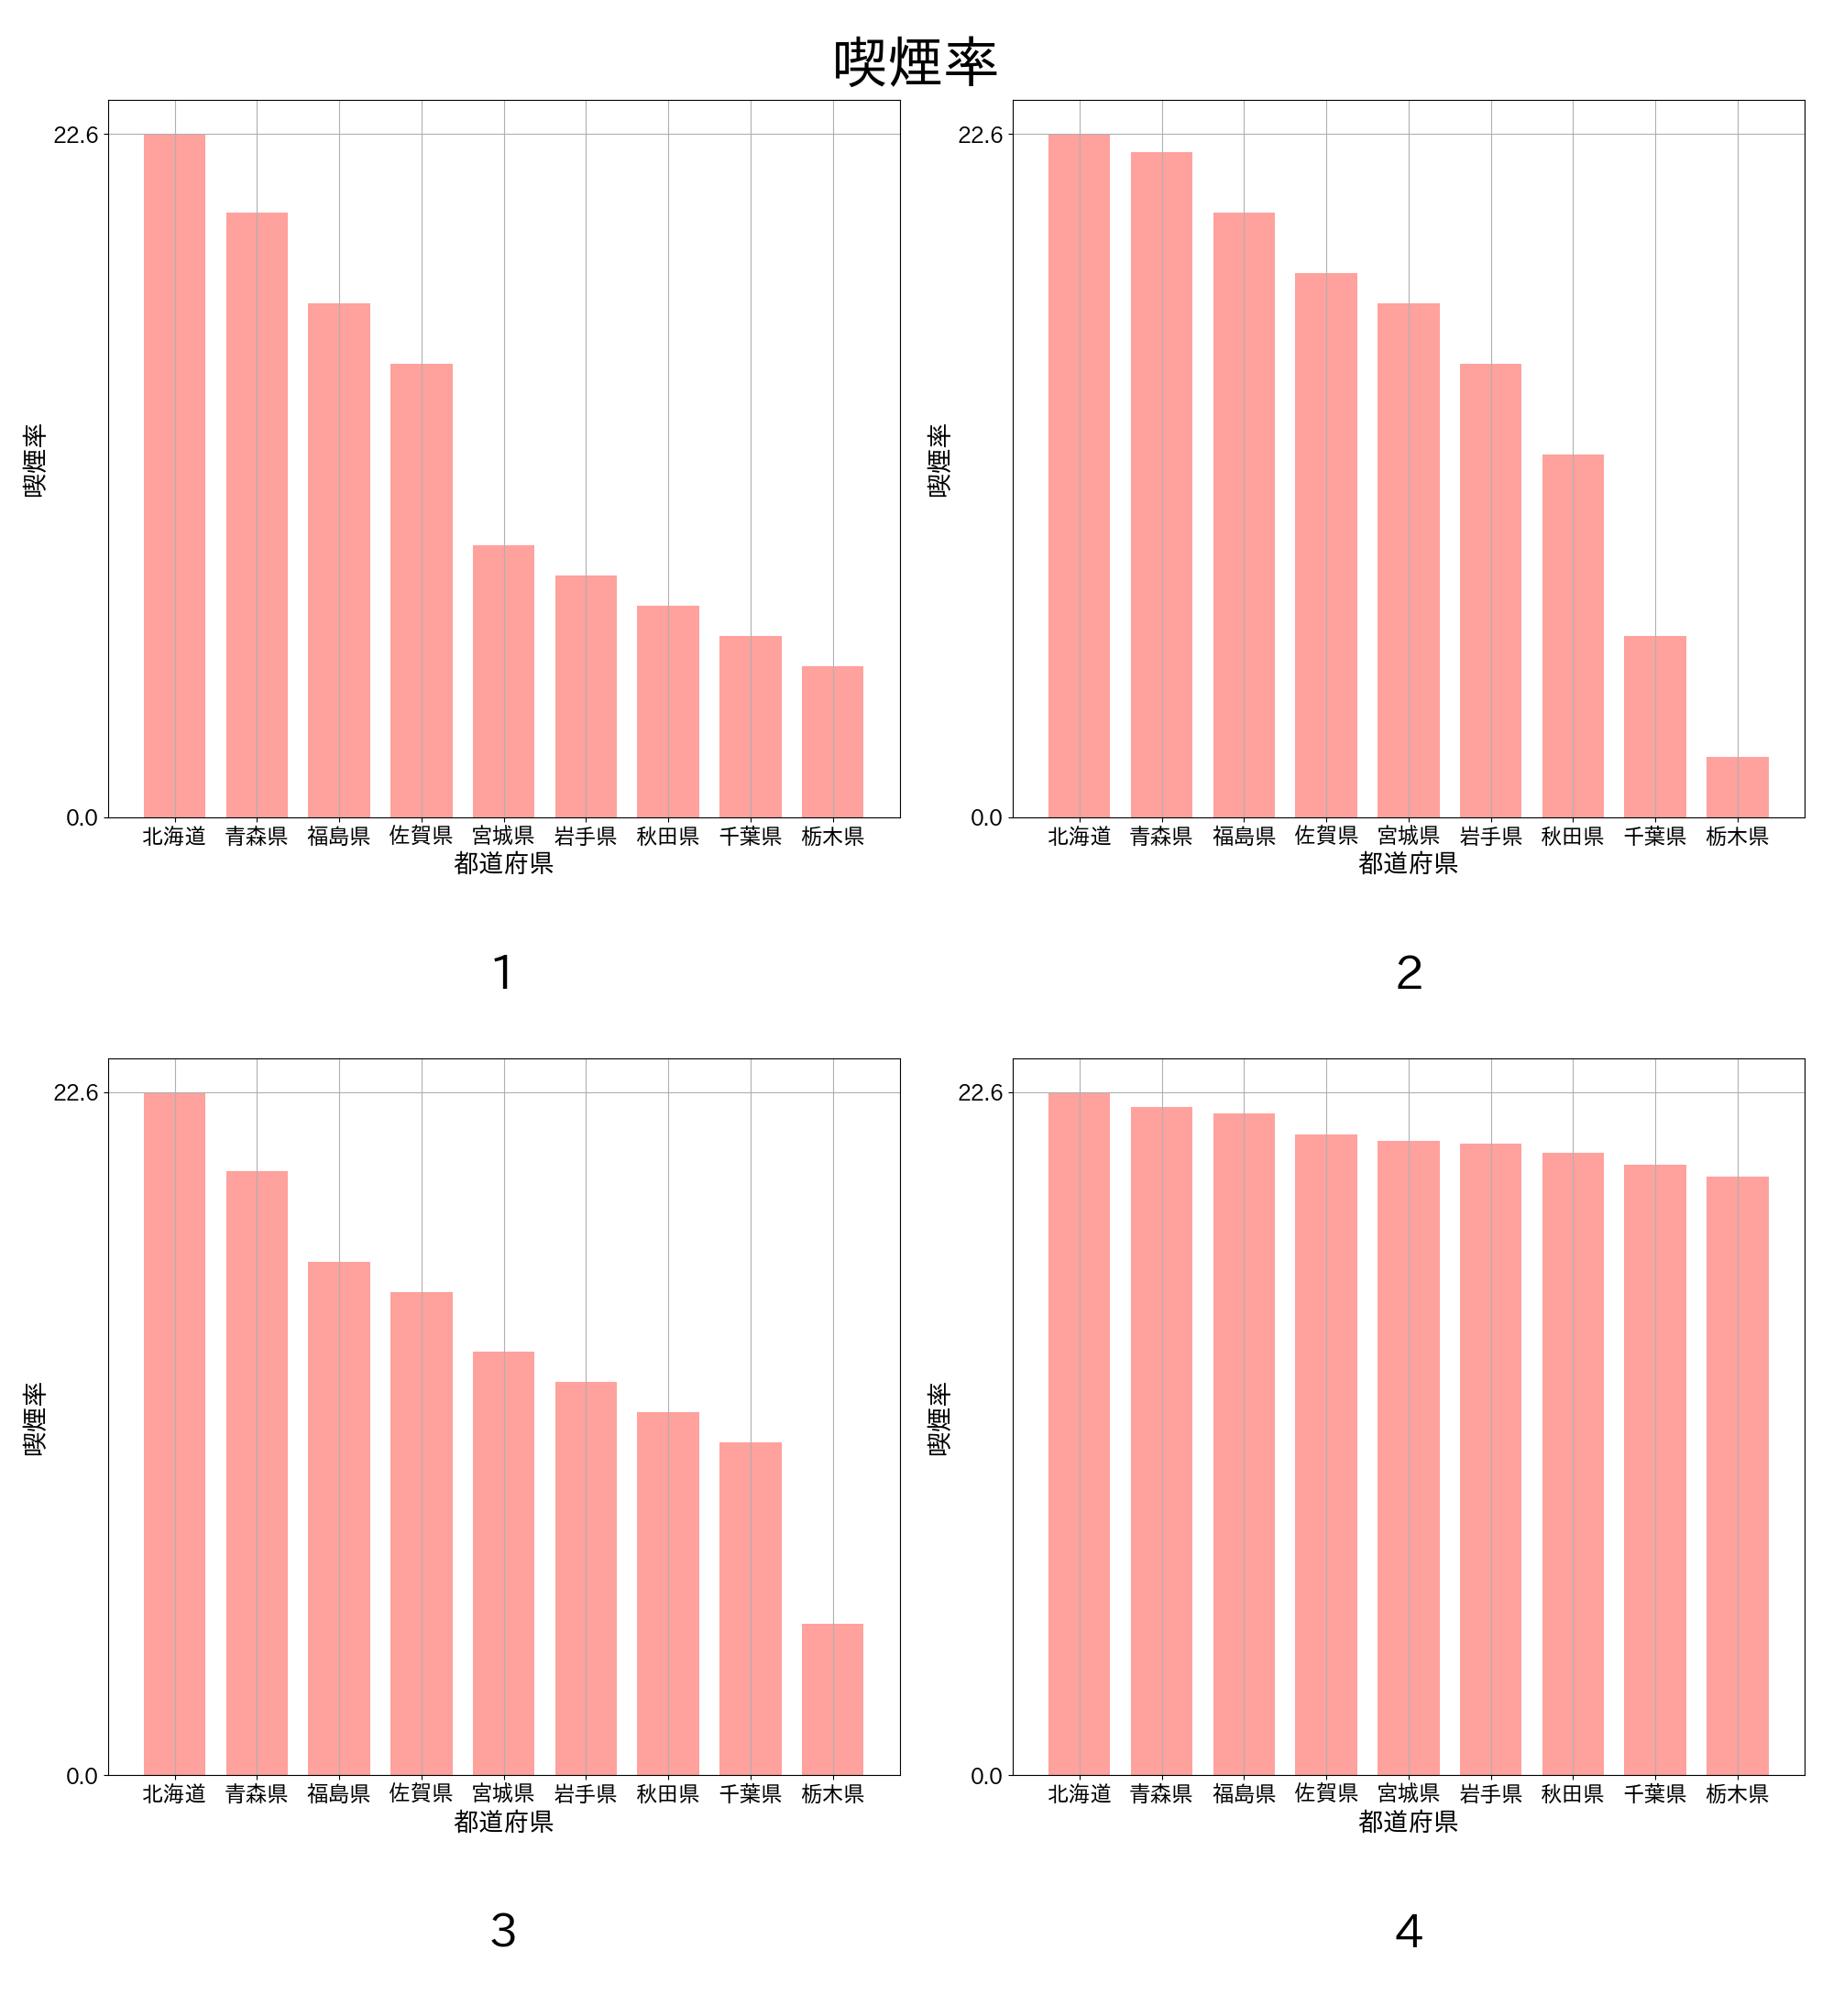 喫煙率
22.6
喫煙率
0.0
北海道 青森県 福島県 佐賀県 宮城県 岩手県 秋田県 千葉県 栃木県
都道府県
1
22.6
喫煙率
0.0
北海道 青森県 福島県 佐賀県 宮城県 岩手県 秋田県 千葉県 栃木県
都道府県
2
22.6
喫煙率
0.0
北海道 青森県 福島県 佐賀県 宮城県 岩手県 秋田県 千葉県 栃木県
都道府県
3
22.6
喫煙率
0.0
北海道 青森県 福島県 佐賀県 宮城県 岩手県 秋田県 千葉県 栃木県
都道府県
4